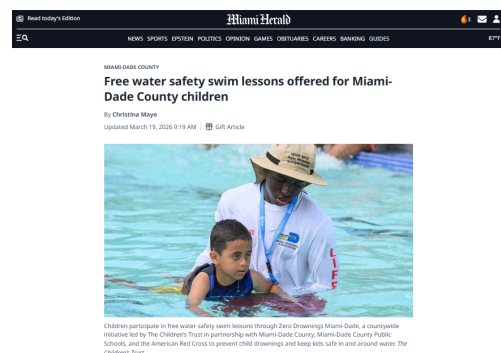 Read today's Edition
Miami Herald
3
NEWS SPORTS EPSTEIN POLITICS OPINION GAMES OBITUARIES CAREERS BANKING GUIDES
87°F
MIAMI-DADE COUNTY
Free water safety swim lessons offered for Miami-
Dade County children
By Christina Mayo
Updated March 19, 2026 9:19 AM
Gift Article
LIF
Children participate in free water safety swim lessons through Zero Drownings Miami-Dade, a countywide
initiative led by The Children's Trust in partnership with Miami-Dade County, Miami-Dade County Public
Schools, and the American Red Cross to prevent child drownings and keep kids safe in and around water. The
Children's Trust